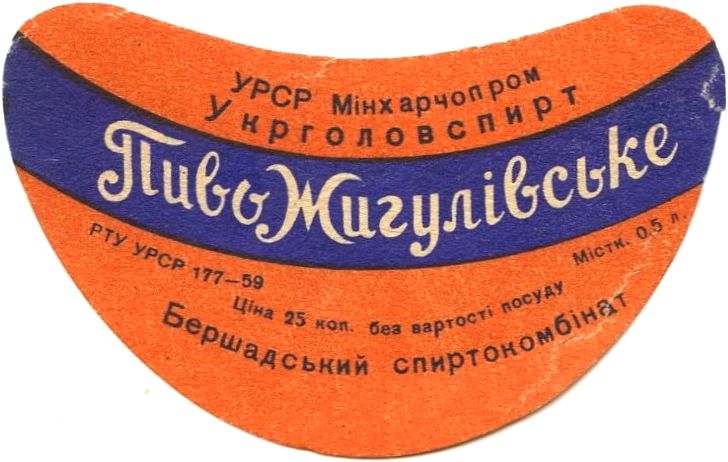 УРСР Мінхарчопром
Укрголовспирт
Пиво Жигулівське
РТУ УРСР 177—59
Містк. 0,5 л.
Ціна 25 коп. без вартості посуду
Бершадський спиртокомбінат